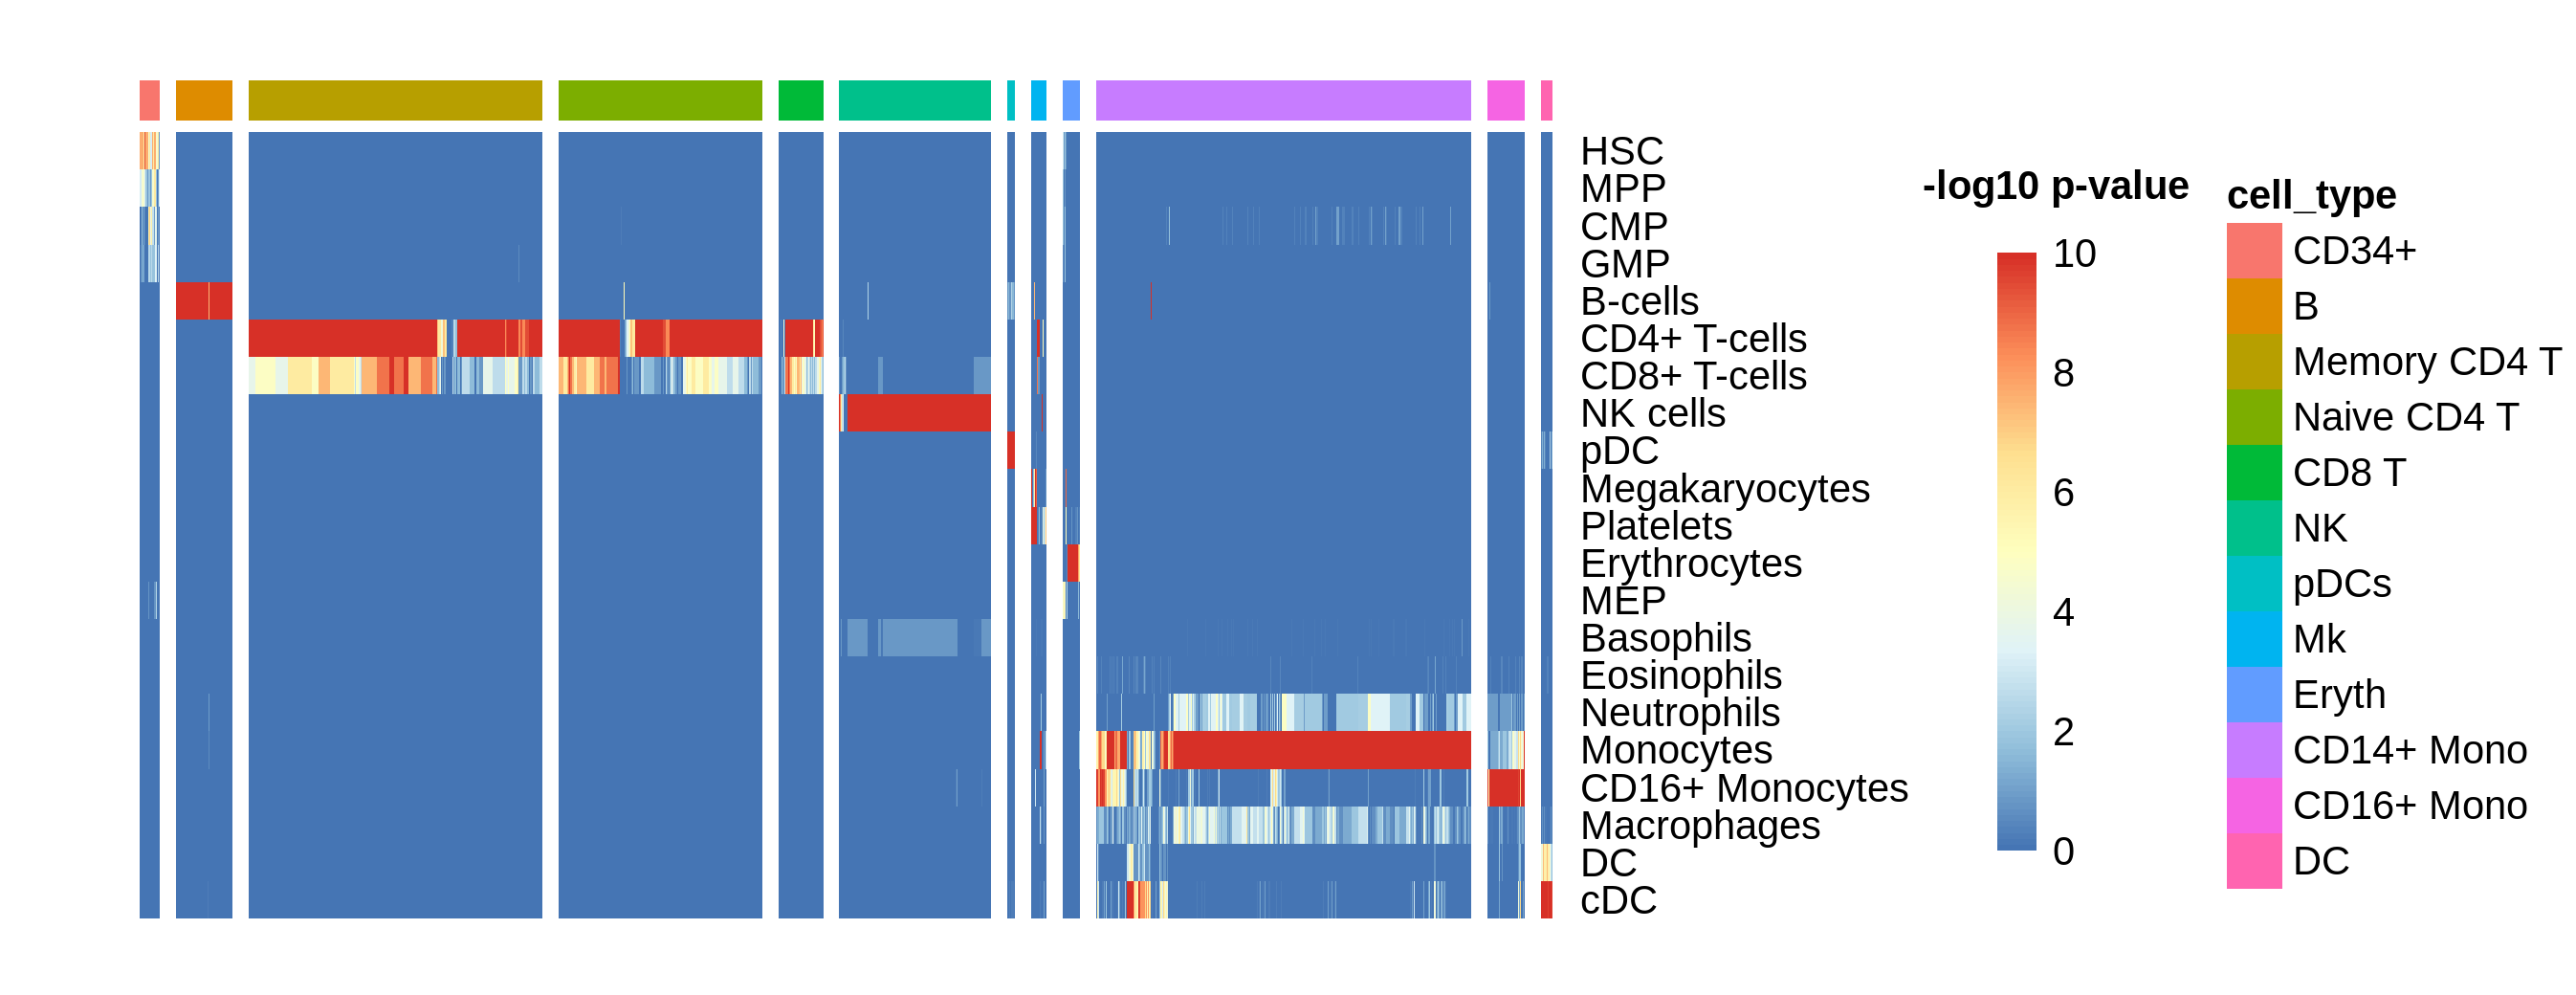 HSC
MPP
CMP
GMP
B-cells
CD4+ T-cells
CD8+ T-cells
NK cells
pDC
Megakaryocytes
Platelets
Erythrocytes
MEP
Basophils
Eosinophils
Neutrophils
Monocytes
CD16+ Monocytes
Macrophages
DC
cDC
-log10 p-value
10
8
6
4
2
0
cell_type
CD34+
B
Memory CD4 T
Naive CD4 T
CD8 T
NK
pDCs
Mk
Eryth
CD14+ Mono
CD16+ Mono
DC